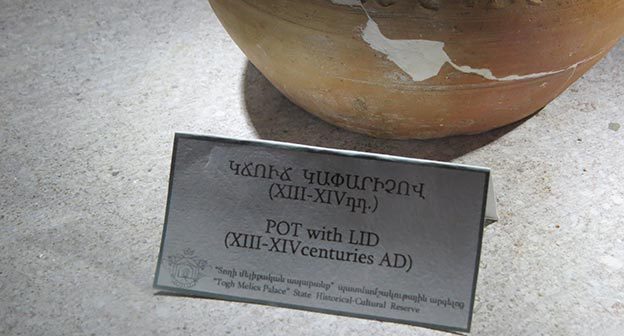 ԿՃՈՒՃ ԿԱՓԱՐԻՉՈՎ
(XIII-XIVդդ.)
POT with LID
(XIII-XIVcenturies AD)
"Տողի մելիքական ապարանք" պատմամշակութային արգելոց
"Togh Melics Palace" State Historical-Cultural Reserve